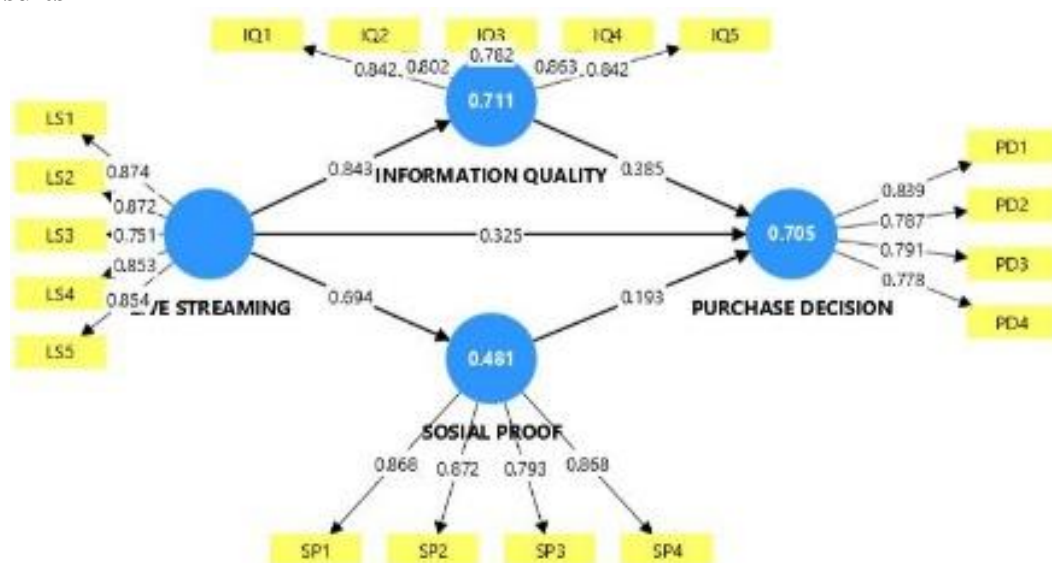 IQ1 IQ2 IQ3 IQ4 IQ5
0.842 0.802 0.782 0.863 0.842
0.711
INFORMATION QUALITY
LS1
LS2
LS3
LS4
LS5
0.874
0.872
0.751
0.853
0.854
VE STREAMING
0.843
0.325
0.694
0.385
0.193
0.705
PURCHASE DECISION
PD1
PD2
PD3
PD4
0.839
0.787
0.791
0.778
0.481
SOSIAL PROOF
0.868 0.872 0.793 0.858
SP1 SP2 SP3 SP4